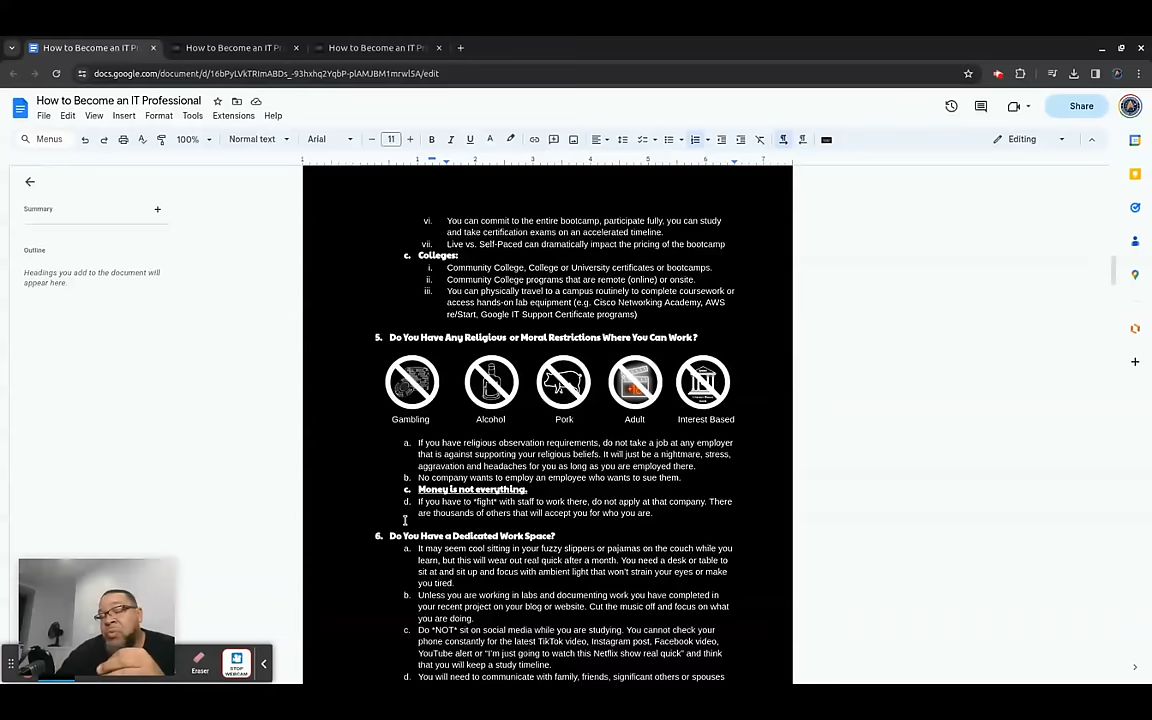 How to Become an IT P
How to Become an IT Pr
How to Become an IT Pr
docs.google.com/document/d/16bPyLVkTRImABDs_-93hxhq2YqbP-plAMJBM1mrwl5A/edit
How to Become an IT Professional
File Edit View Insert Format Tools Extensions Help
Share
Menus 100% Normal text Arial 11 Editing
1 1 2 3 4 5 6 7
Summary
Outline
Headings you add to the document will
appear here.
vi. You can commit to the entire bootcamp, participate fully, you can study
and take certification exams on an accelerated timeline.
vii. Live vs. Self-Paced can dramatically impact the pricing of the bootcamp
c. Colleges:
i. Community College, College or University certificates or bootcamps.
ii. Community College programs that are remote (online) or onsite.
iii. You can physically travel to a campus routinely to complete coursework or
access hands-on lab equipment (e.g. Cisco Networking Academy, AWS
re/Start, Google IT Support Certificate programs)
5. Do You Have Any Religious or Moral Restrictions Where You Can Work?
Gambling Alcohol Pork Adult Interest Based
a. If you have religious observation requirements, do not take a job at any employer
that is against supporting your religious beliefs. It will just be a nightmare, stress,
aggravation and headaches for you as long as you are employed there.
b. No company wants to employ an employee who wants to sue them.
c. Money is not everything.
d. If you have to *fight* with staff to work there, do not apply at that company. There
are thousands of others that will accept you for who you are.
6. Do You Have a Dedicated Work Space?
a. It may seem cool sitting in your fuzzy slippers or pajamas on the couch while you
learn, but this will wear out real quick after a month. You need a desk or table to
sit at and sit up and focus with ambient light that won't strain your eyes or make
you tired.
b. Unless you are working in labs and documenting work you have completed in
your recent project on your blog or website. Cut the music off and focus on what
you are doing.
c. Do *NOT* sit on social media while you are studying. You cannot check your
phone constantly for the latest TikTok video, Instagram post, Facebook video,
YouTube alert or "I'm just going to watch this Netflix show real quick" and think
that you will keep a study timeline.
d. You will need to communicate with family, friends, significant others or spouses
Eraser
STOP
WEBCAM